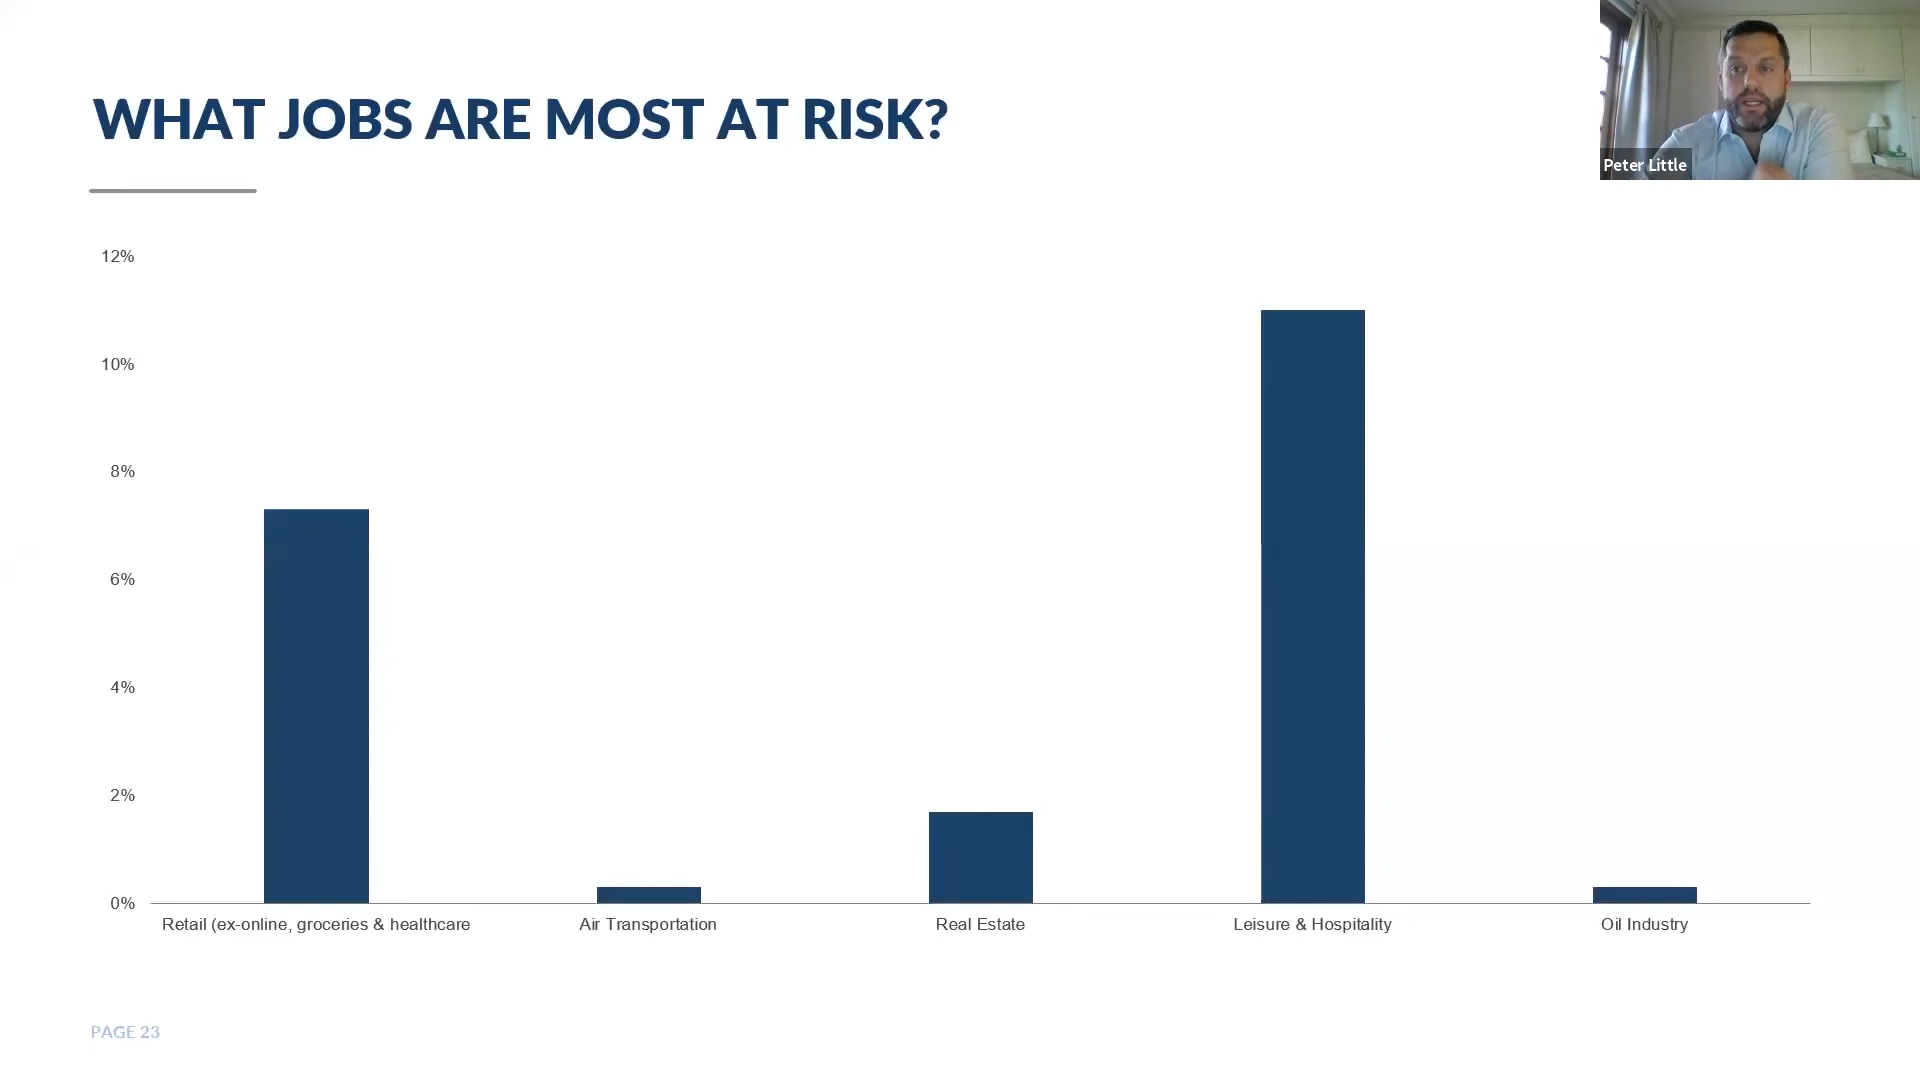 WHAT JOBS ARE MOST AT RISK?
Peter Little
12%
10%
8%
6%
4%
2%
0%
Retail (ex-online, groceries & healthcare
Air Transportation
Real Estate
Leisure & Hospitality
Oil Industry
PAGE 23